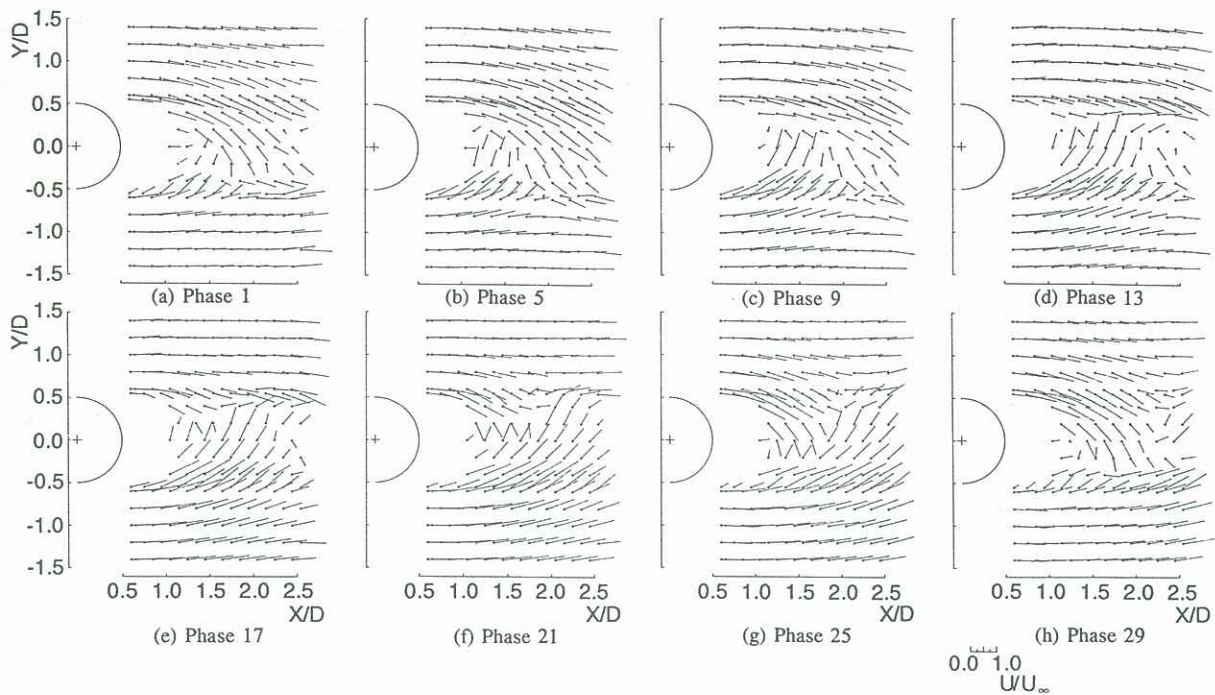 Y/D
1.5
1.0
0.5
0.0
-0.5
-1.0
-1.5
(a) Phase 1
(b) Phase 5
(c) Phase 9
(d) Phase 13
Y/D
1.5
1.0
0.5
0.0
-0.5
-1.0
-1.5
0.5 1.0 1.5 2.0 2.5
X/D
0.5 1.0 1.5 2.0 2.5
X/D
0.5 1.0 1.5 2.0 2.5
X/D
0.5 1.0 1.5 2.0 2.5
X/D
(e) Phase 17
(f) Phase 21
(g) Phase 25
(h) Phase 29
0.0 1.0
U/U∞